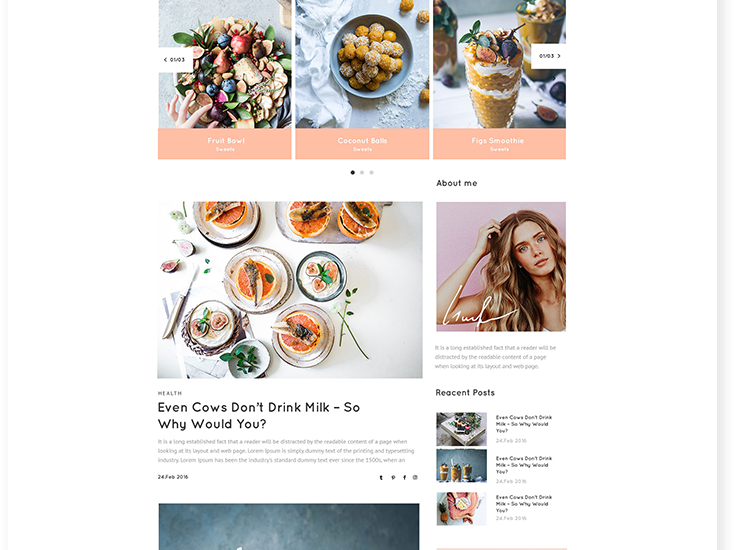 01/03
01/03
Fruit Bowl
Sweets
Coconut Balls
Sweets
Figs Smoothie
Sweets
HEALTH
Even Cows Don't Drink Milk – So
Why Would You?
It is a long established fact that a reader will be distracted by the readable content of a page when
looking at its layout and web page. Lorem Ipsum is simply dummy text of the printing and typesetting
industry. Lorem Ipsum has been the industry's standard dummy text ever since the 1500s, when an
24.Feb 2016
About me
It is a long established fact that a reader will be
distracted by the readable content of a page
when looking at its layout and web page.
Reacent Posts
Even Cows Don't Drink
Milk – So Why Would
You?
24.Feb 2016
Even Cows Don't Drink
Milk – So Why Would You?
24.Feb 2016
Even Cows Don't Drink
Milk – So Why Would
You?
24.Feb 2016